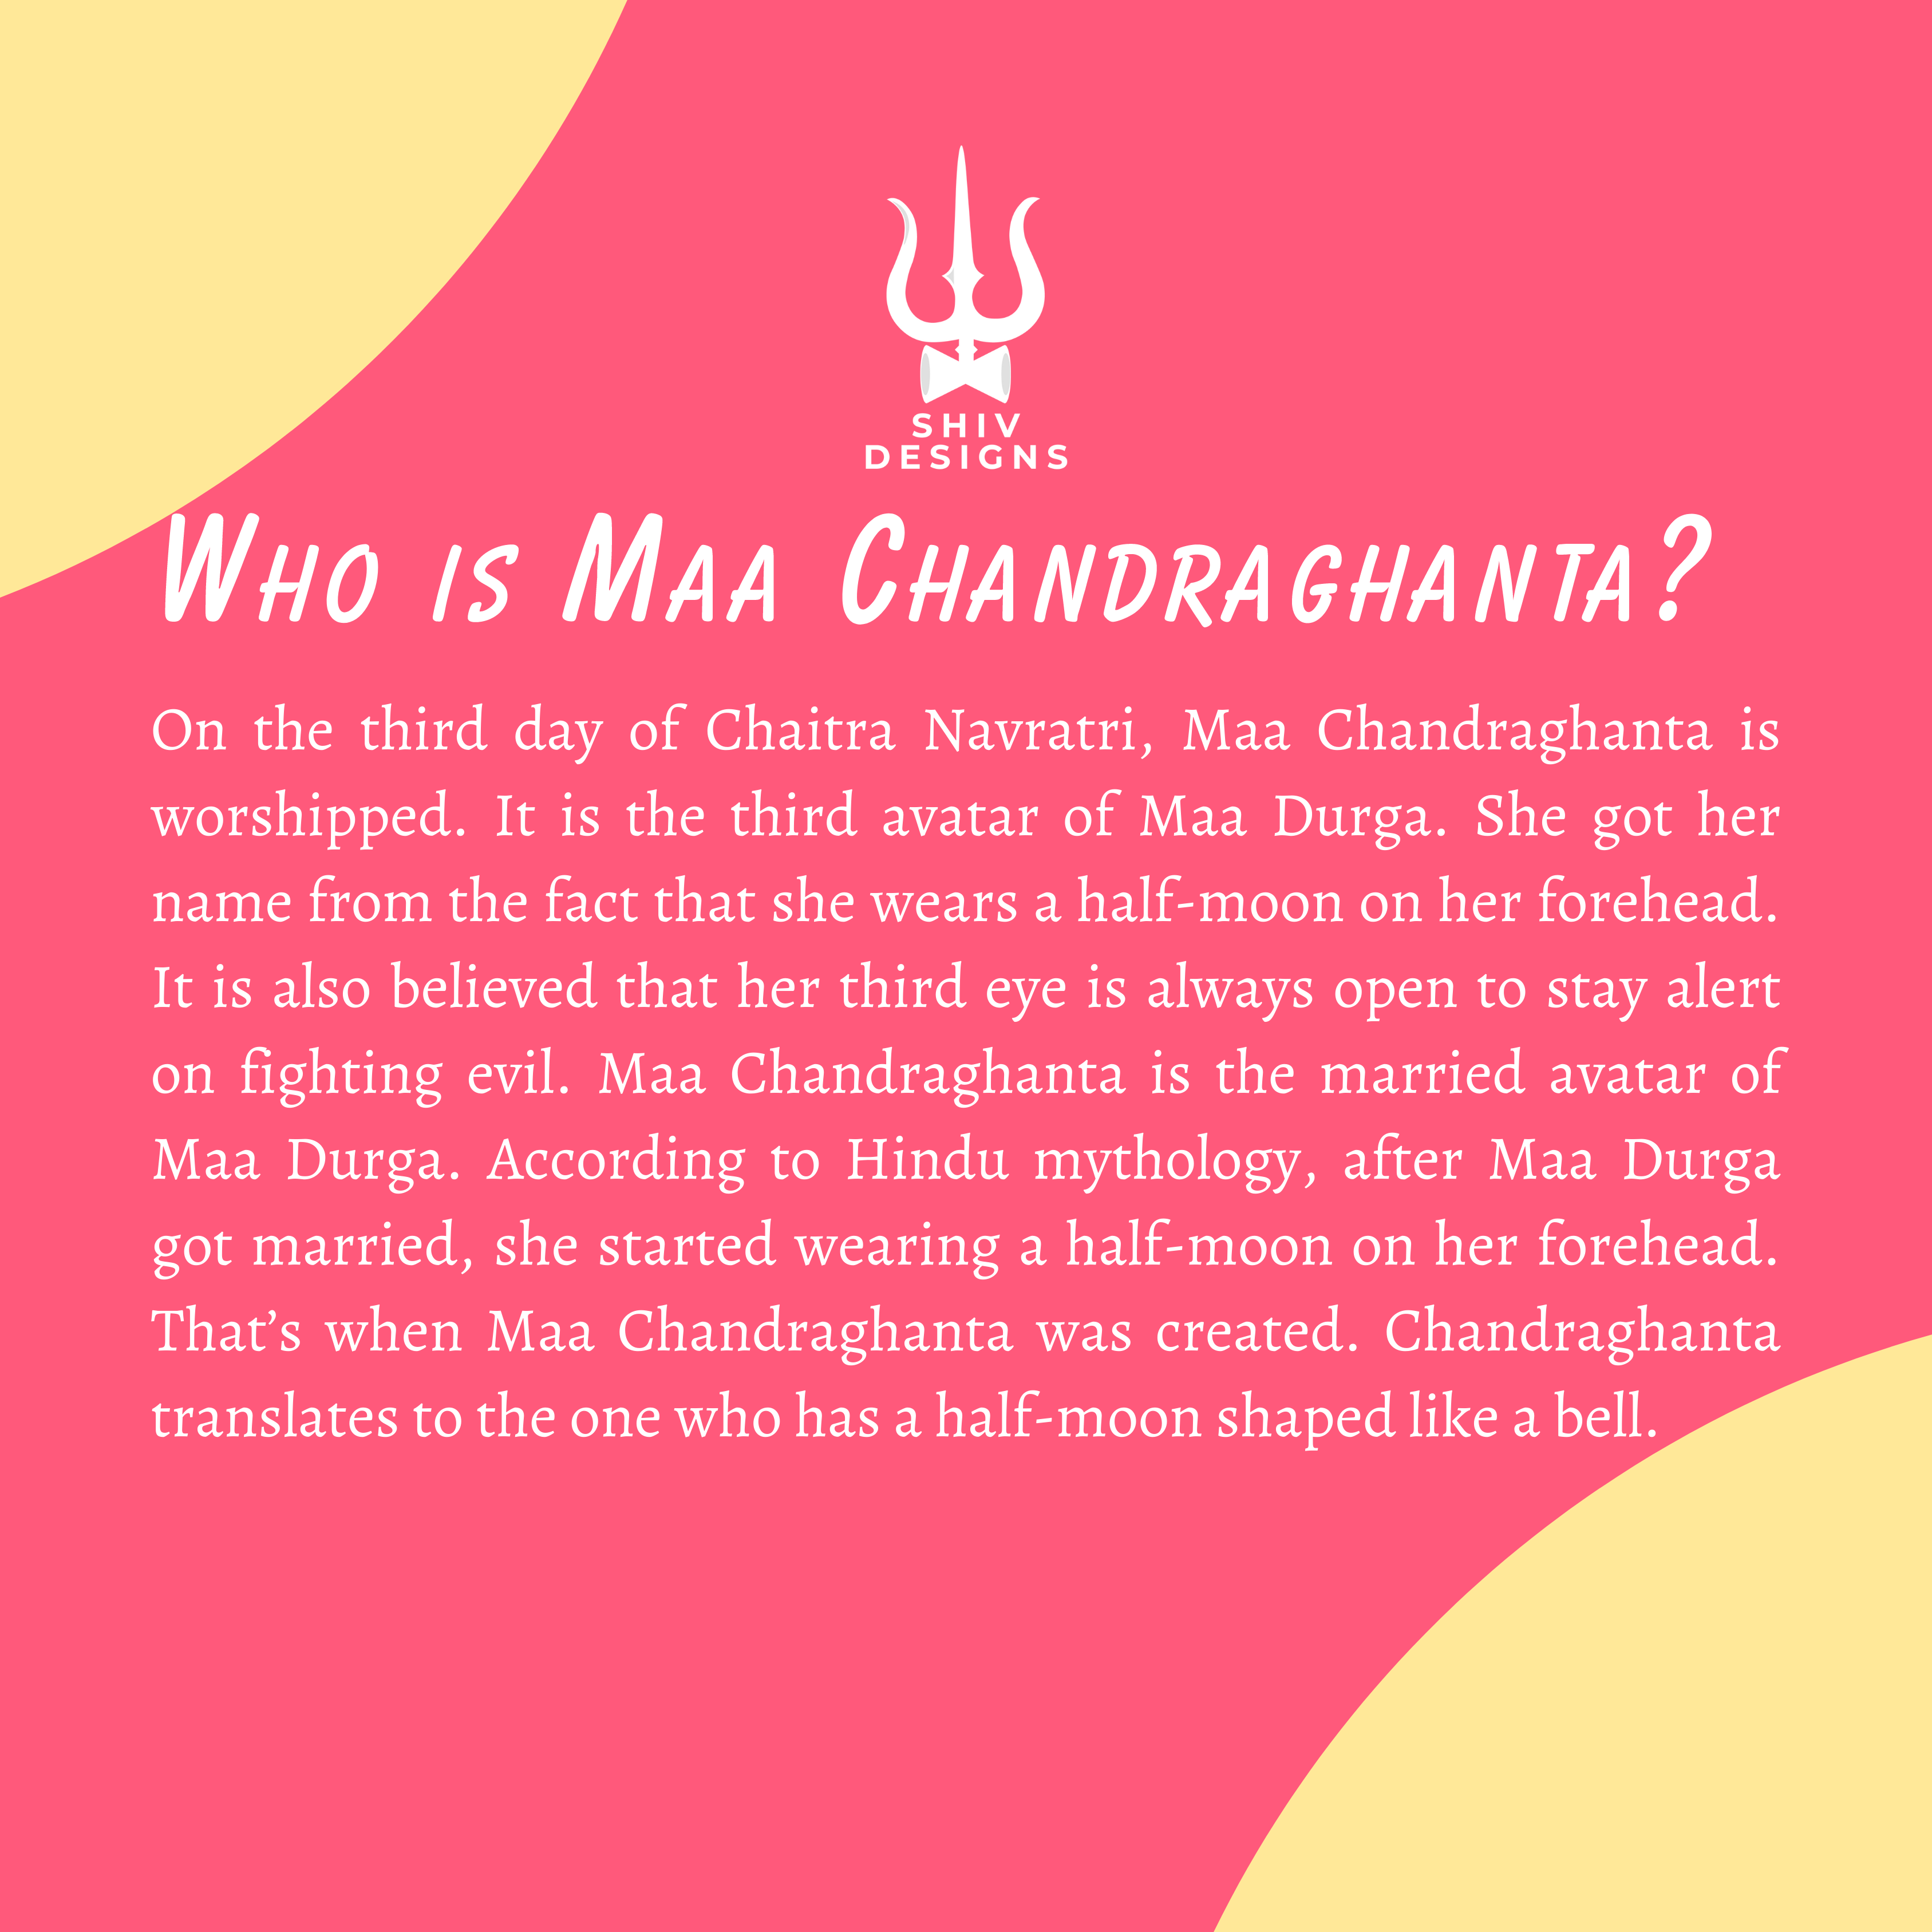 SHIV
DESIGNS
Who is Maa Chandraghanta?
On the third day of Chaitra Navratri, Maa Chandraghanta is
worshipped. It is the third avatar of Maa Durga. She got her
name from the fact that she wears a half-moon on her forehead.
It is also believed that her third eye is always open to stay alert
on fighting evil. Maa Chandraghanta is the married avatar of
Maa Durga. According to Hindu mythology, after Maa Durga
got married, she started wearing a half-moon on her forehead.
That’s when Maa Chandraghanta was created. Chandraghanta
translates to the one who has a half-moon shaped like a bell.